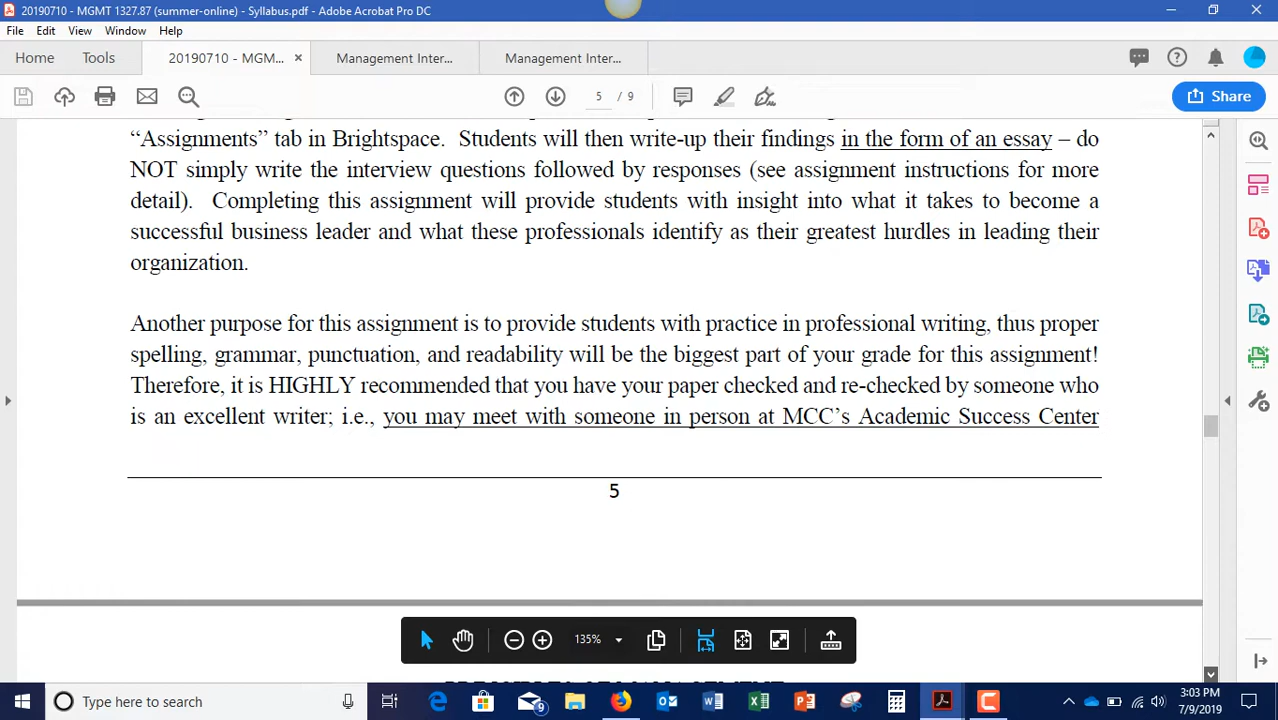 20190710 - MGMT 1327.87 (summer-online) - Syllabus.pdf - Adobe Acrobat Pro DC
File Edit View Window Help
Home Tools 20190710 - MGM... × Management Inter... Management Inter...
5 / 9 Share
“Assignments” tab in Brightspace. Students will then write-up their findings in the form of an essay – do
NOT simply write the interview questions followed by responses (see assignment instructions for more
detail). Completing this assignment will provide students with insight into what it takes to become a
successful business leader and what these professionals identify as their greatest hurdles in leading their
organization.
Another purpose for this assignment is to provide students with practice in professional writing, thus proper
spelling, grammar, punctuation, and readability will be the biggest part of your grade for this assignment!
Therefore, it is HIGHLY recommended that you have your paper checked and re-checked by someone who
is an excellent writer; i.e., you may meet with someone in person at MCC’s Academic Success Center
5
135%
Type here to search
9
3:03 PM
7/9/2019